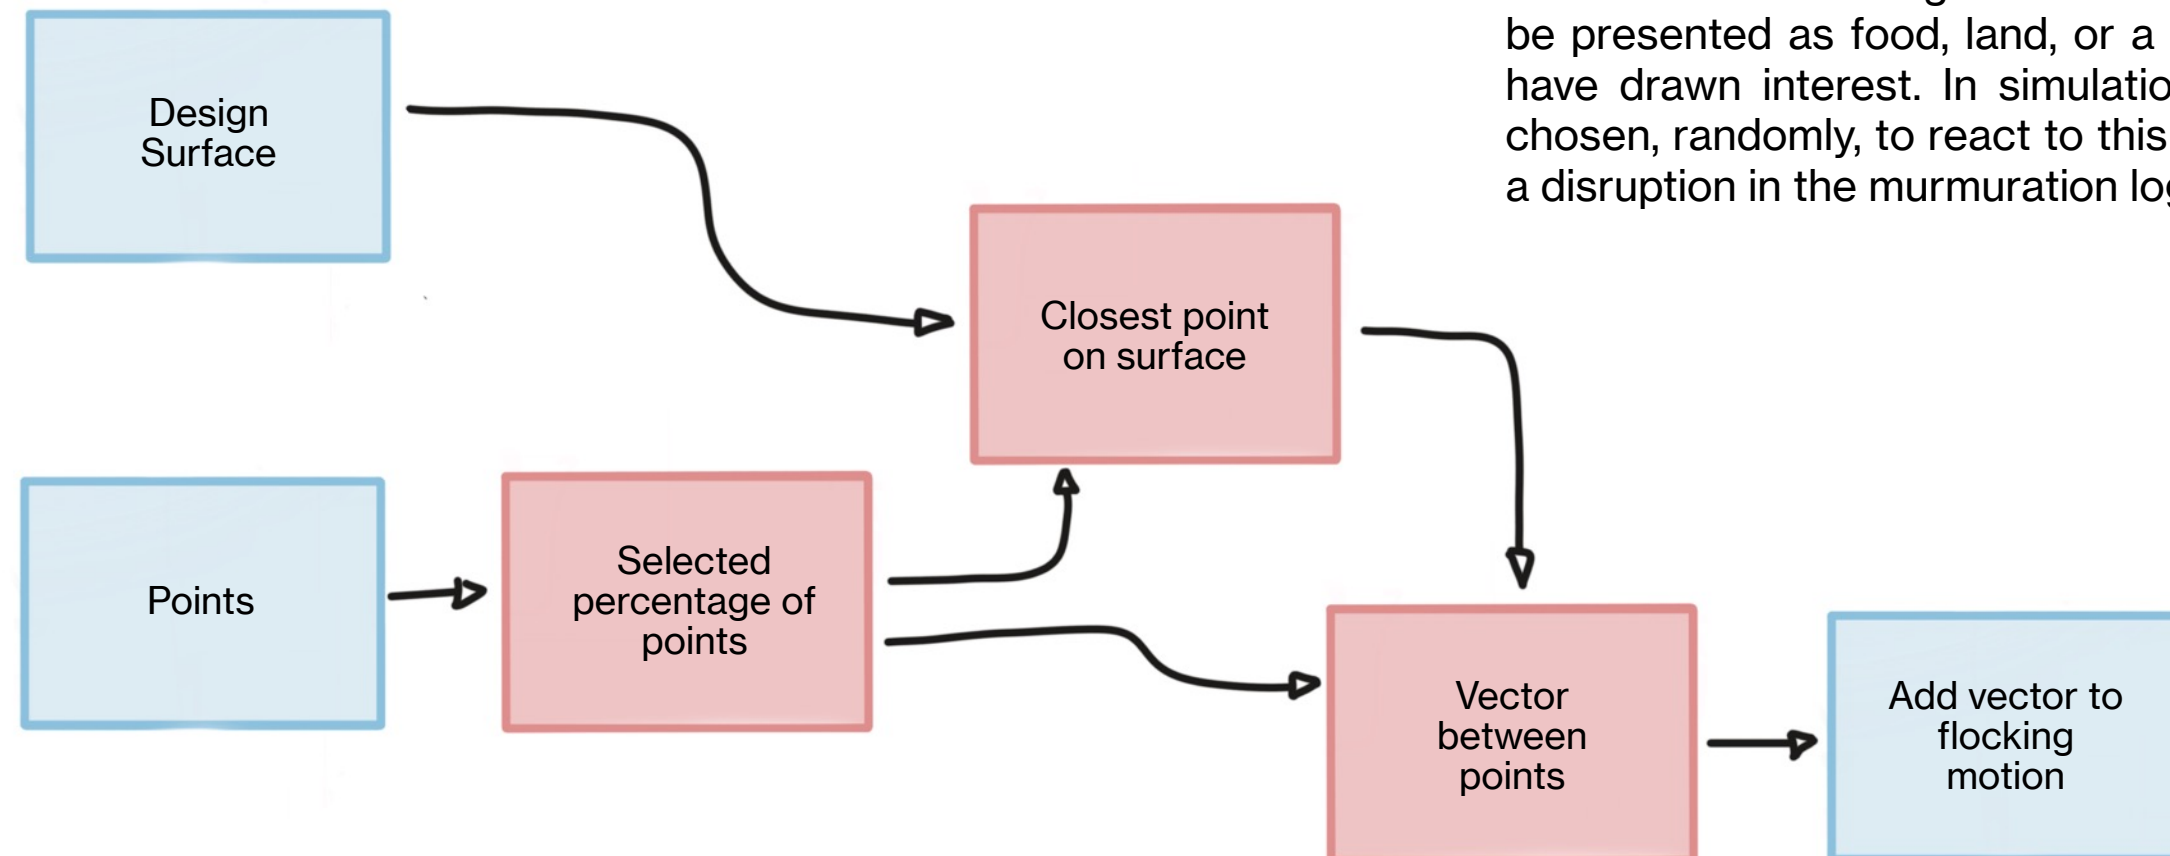 Design
Surface
be presented as food, land, or a
have drawn interest. In
chosen, randomly, to react to this
a disruption in the murmuration
Closest point
on surface
Points
Selected
percentage of
points
Vector
between
points
Add vector to
flocking
motion